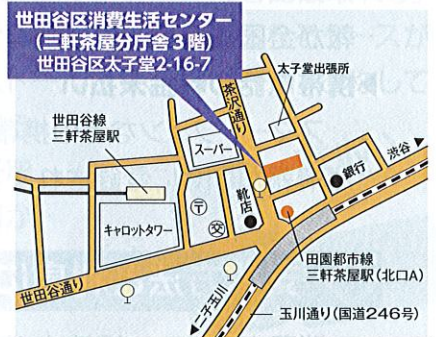 世田谷区消費生活センター
(三軒茶屋分庁舎3階)
世田谷区太子堂2-16-7
茶沢通り
太子堂出張所
世田谷線
三軒茶屋駅
スーパー
渋谷
銀行
靴店
〒
交
キャロットタワー
田園都市線
三軒茶屋駅(北口A)
世田谷通り
二子玉川
玉川通り(国道246号)